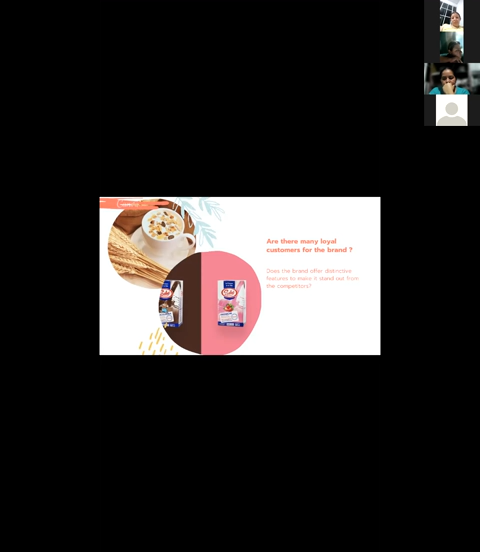 Are there many loyal
customers for the brand ?
Does the brand offer distinctive
features to make it stand out from
the competitors?